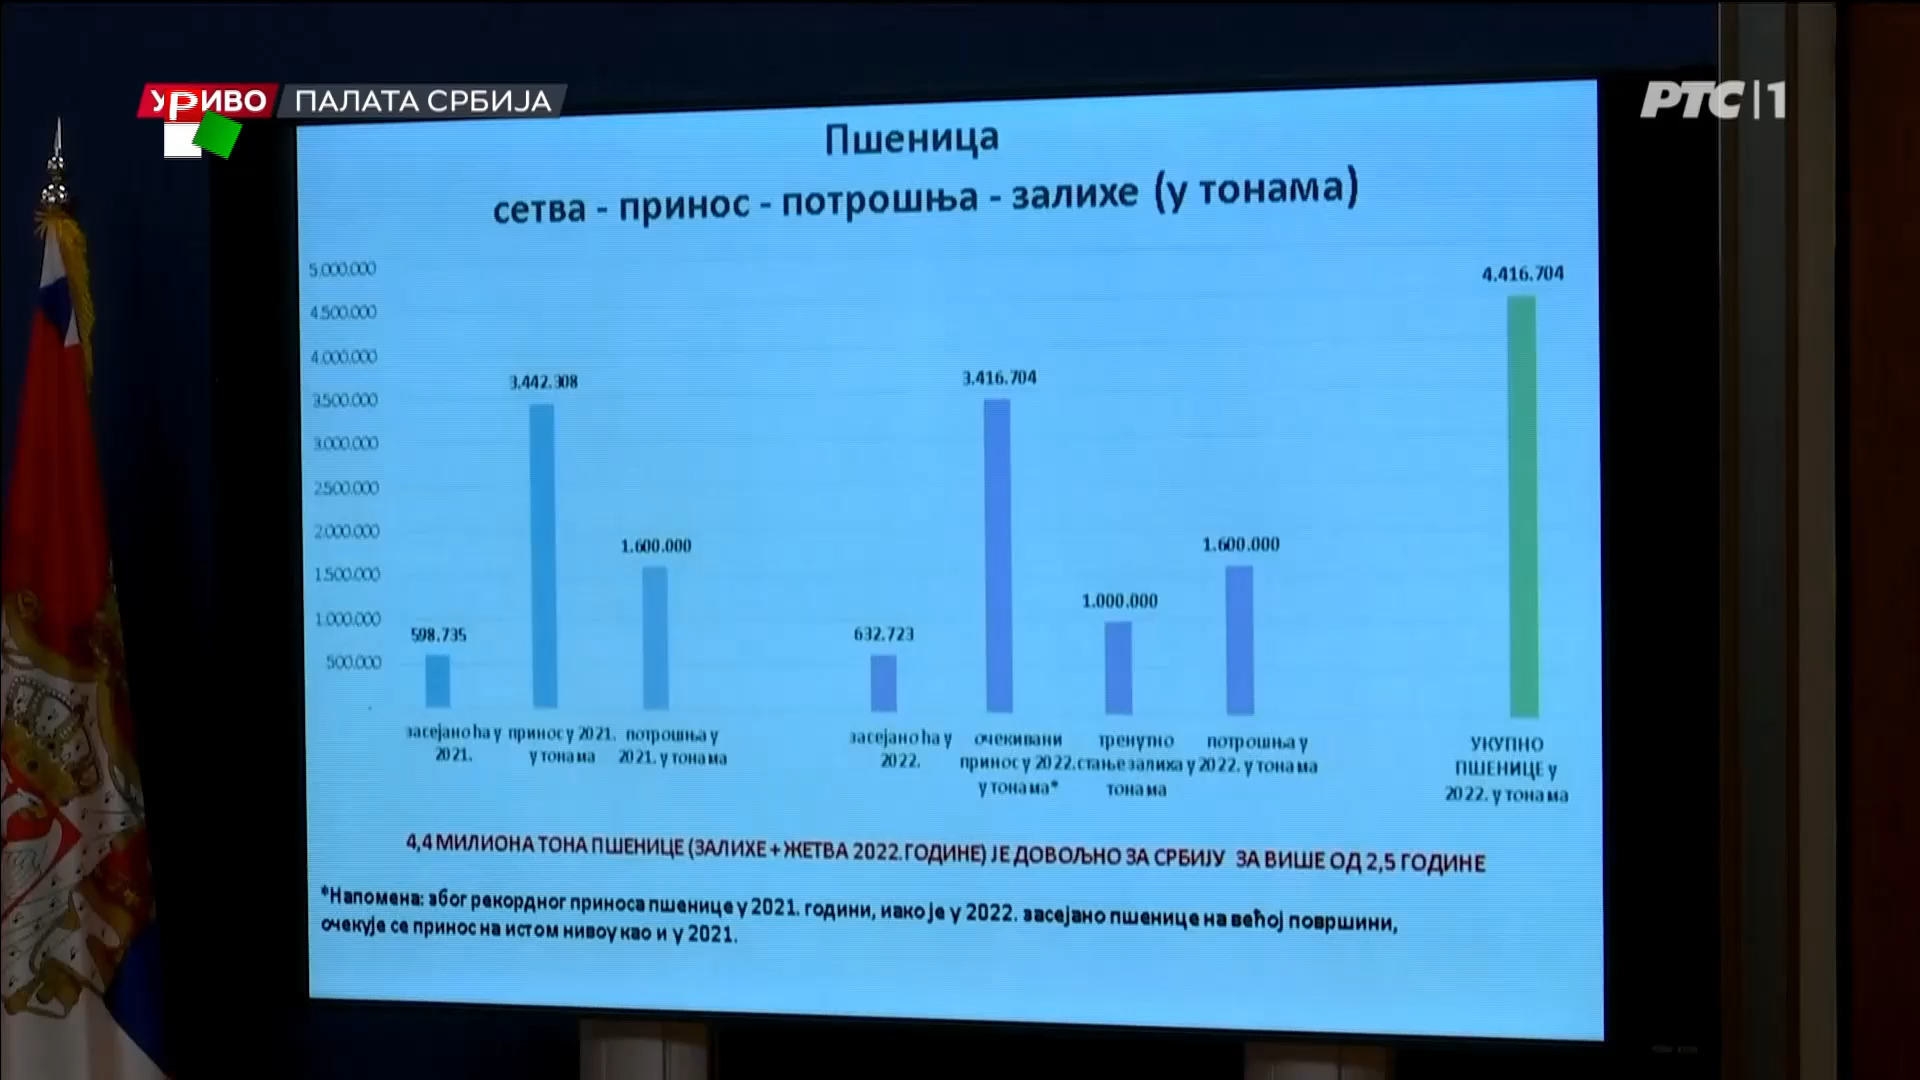 УЖИВО ПАЛАТА СРБИЈА
РТС|1
Пшеница
сетва - принос - потрошња - залихе (у тонама)
5.000.000
4.500.000
4.000.000
3.500.000
3.000.000
2.500.000
2.000.000
1.500.000
1.000.000
500.000
-
598.735
3.442.308
1.600.000
632.723
3.416.704
1.000.000
1.600.000
4.416.704
засејано ha у
2021.
принос у 2021.
у тонама
потрошња у
2021. у тонама
засејано ha у
2022.
очекивани
принос у 2022.
у тонама*
тренутно
стање залиха у
тонама
потрошња у
2022. у тонама
УКУПНО
ПШЕНИЦЕ у
2022. у тонама
4,4 МИЛИОНА ТОНА ПШЕНИЦЕ (ЗАЛИХЕ + ЖЕТВА 2022. ГОДИНЕ) ЈЕ ДОВОЉНО ЗА СРБИЈУ ЗА ВИШЕ ОД 2,5 ГОДИНЕ
*Напомена: због рекордног приноса пшенице у 2021. години, иако је у 2022. засејано пшенице на већој површини,
очекује се принос на истом нивоу као и у 2021.